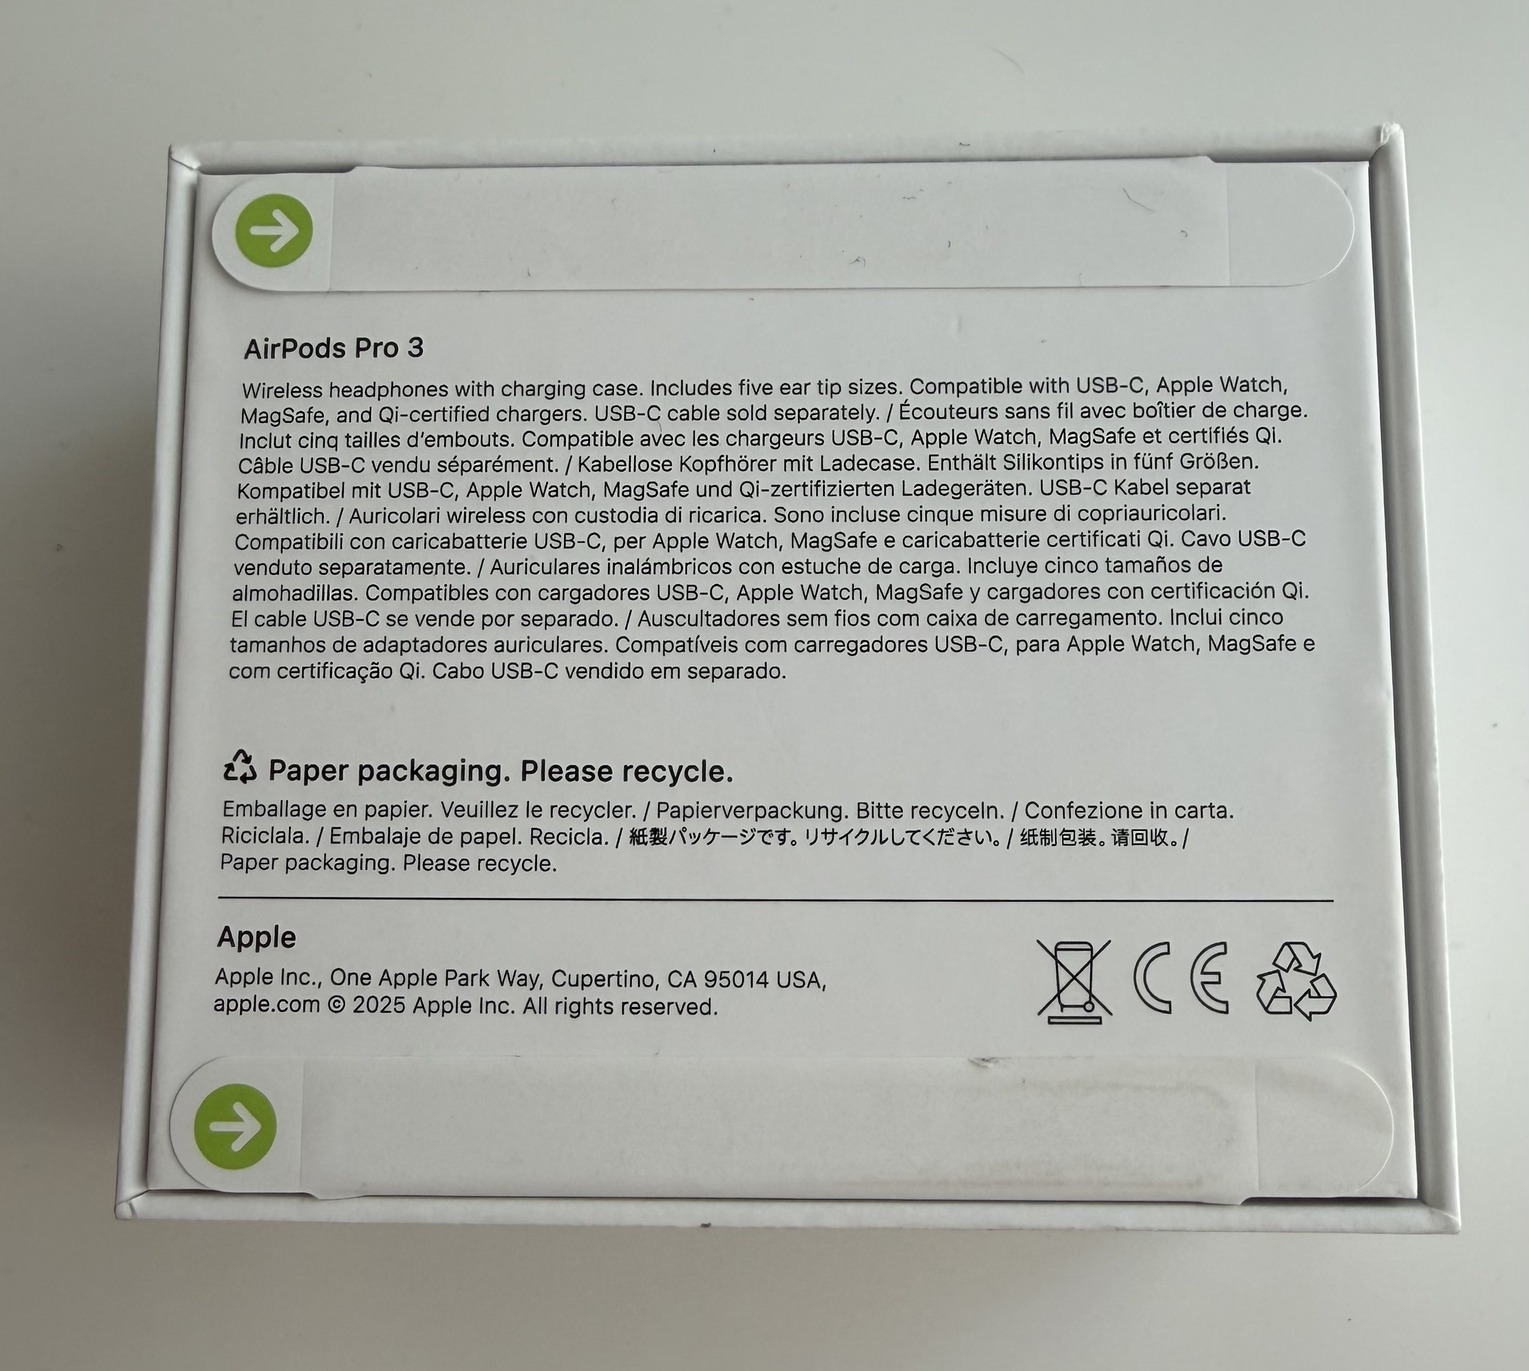 AirPods Pro 3
Wireless headphones with charging case. Includes five ear tip sizes. Compatible with USB-C, Apple Watch,
MagSafe, and Qi-certified chargers. USB-C cable sold separately. / Écouteurs sans fil avec boîtier de charge.
Inclut cinq tailles d’embouts. Compatible avec les chargeurs USB-C, Apple Watch, MagSafe et certifiés Qi.
Câble USB-C vendu séparément. / Kabellose Kopfhörer mit Ladecase. Enthält Silikontips in fünf Größen.
Kompatibel mit USB-C, Apple Watch, MagSafe und Qi-zertifizierten Ladegeräten. USB-C Kabel separat
erhältlich. / Auricolari wireless con custodia di ricarica. Sono incluse cinque misure di copriauricolari.
Compatibili con caricabatterie USB-C, per Apple Watch, MagSafe e caricabatterie certificati Qi. Cavo USB-C
venduto separatamente. / Auriculares inalámbricos con estuche de carga. Incluye cinco tamaños de
almohadillas. Compatibles con cargadores USB-C, Apple Watch, MagSafe y cargadores con certificación Qi.
El cable USB-C se vende por separado. / Auscultadores sem fios com caixa de carregamento. Inclui cinco
tamanhos de adaptadores auriculares. Compatíveis com carregadores USB-C, para Apple Watch, MagSafe e
com certificação Qi. Cabo USB-C vendido em separado.
Paper packaging. Please recycle.
Emballage en papier. Veuillez le recycler. / Papierverpackung. Bitte recyceln. / Confezione in carta.
Riciclala. / Embalaje de papel. Recicla. / 紙製パッケージです。リサイクルしてください。/ 纸制包装。请回收。/
Paper packaging. Please recycle.
Apple
Apple Inc., One Apple Park Way, Cupertino, CA 95014 USA,
apple.com © 2025 Apple Inc. All rights reserved.
CE